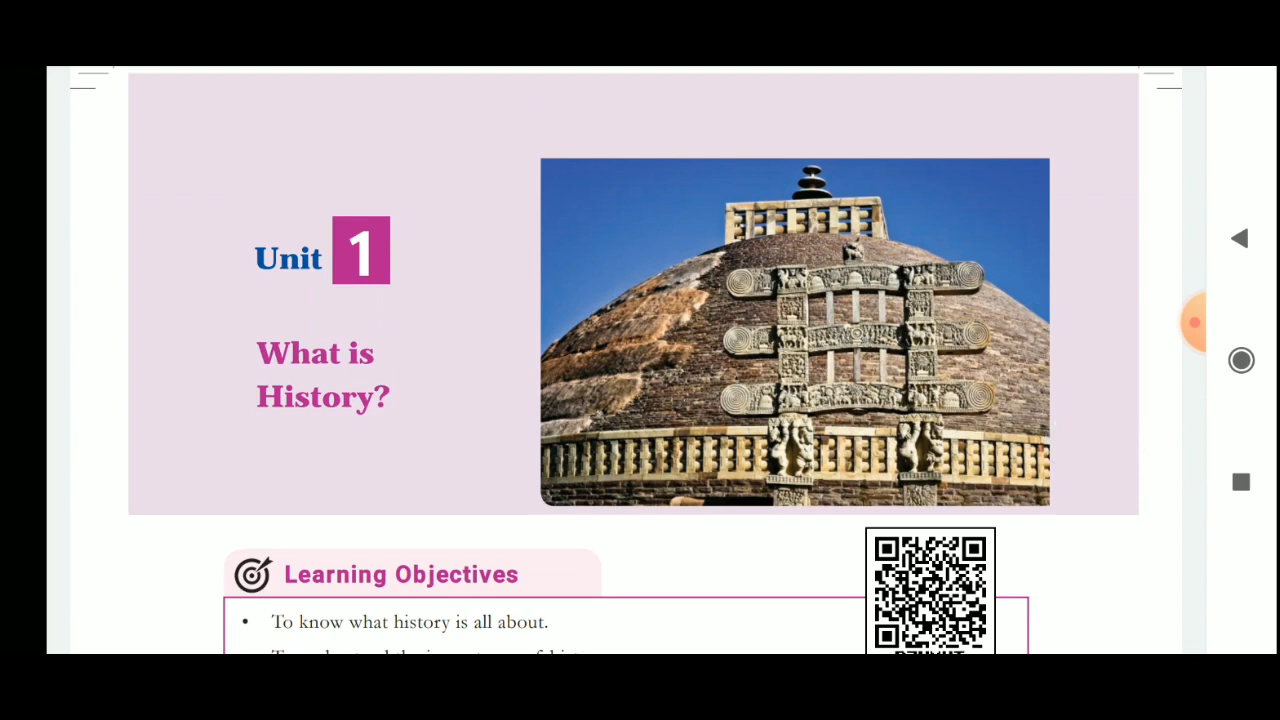 Unit 1
What is
History?
Learning Objectives
• To know what history is all about.